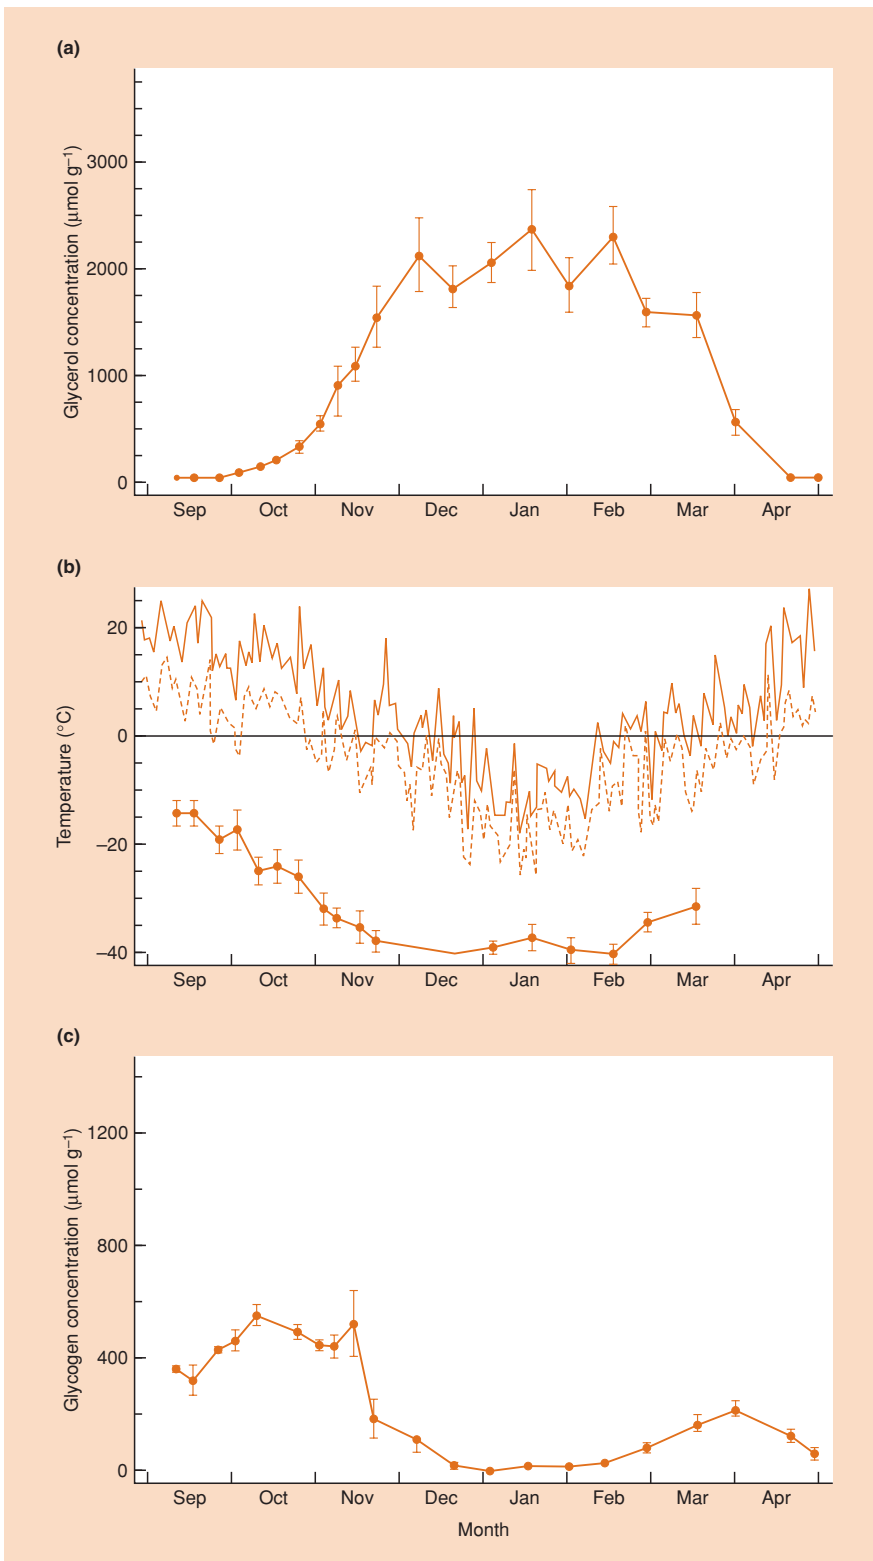 (a)
Glycerol concentration (μmol g⁻¹)
3000
2000
1000
0
Sep Oct Nov Dec Jan Feb Mar Apr
(b)
Temperature (°C)
20
0
–20
–40
Sep Oct Nov Dec Jan Feb Mar Apr
(c)
Glycogen concentration (μmol g⁻¹)
1200
800
400
0
Sep Oct Nov Dec Jan Feb Mar Apr
Month